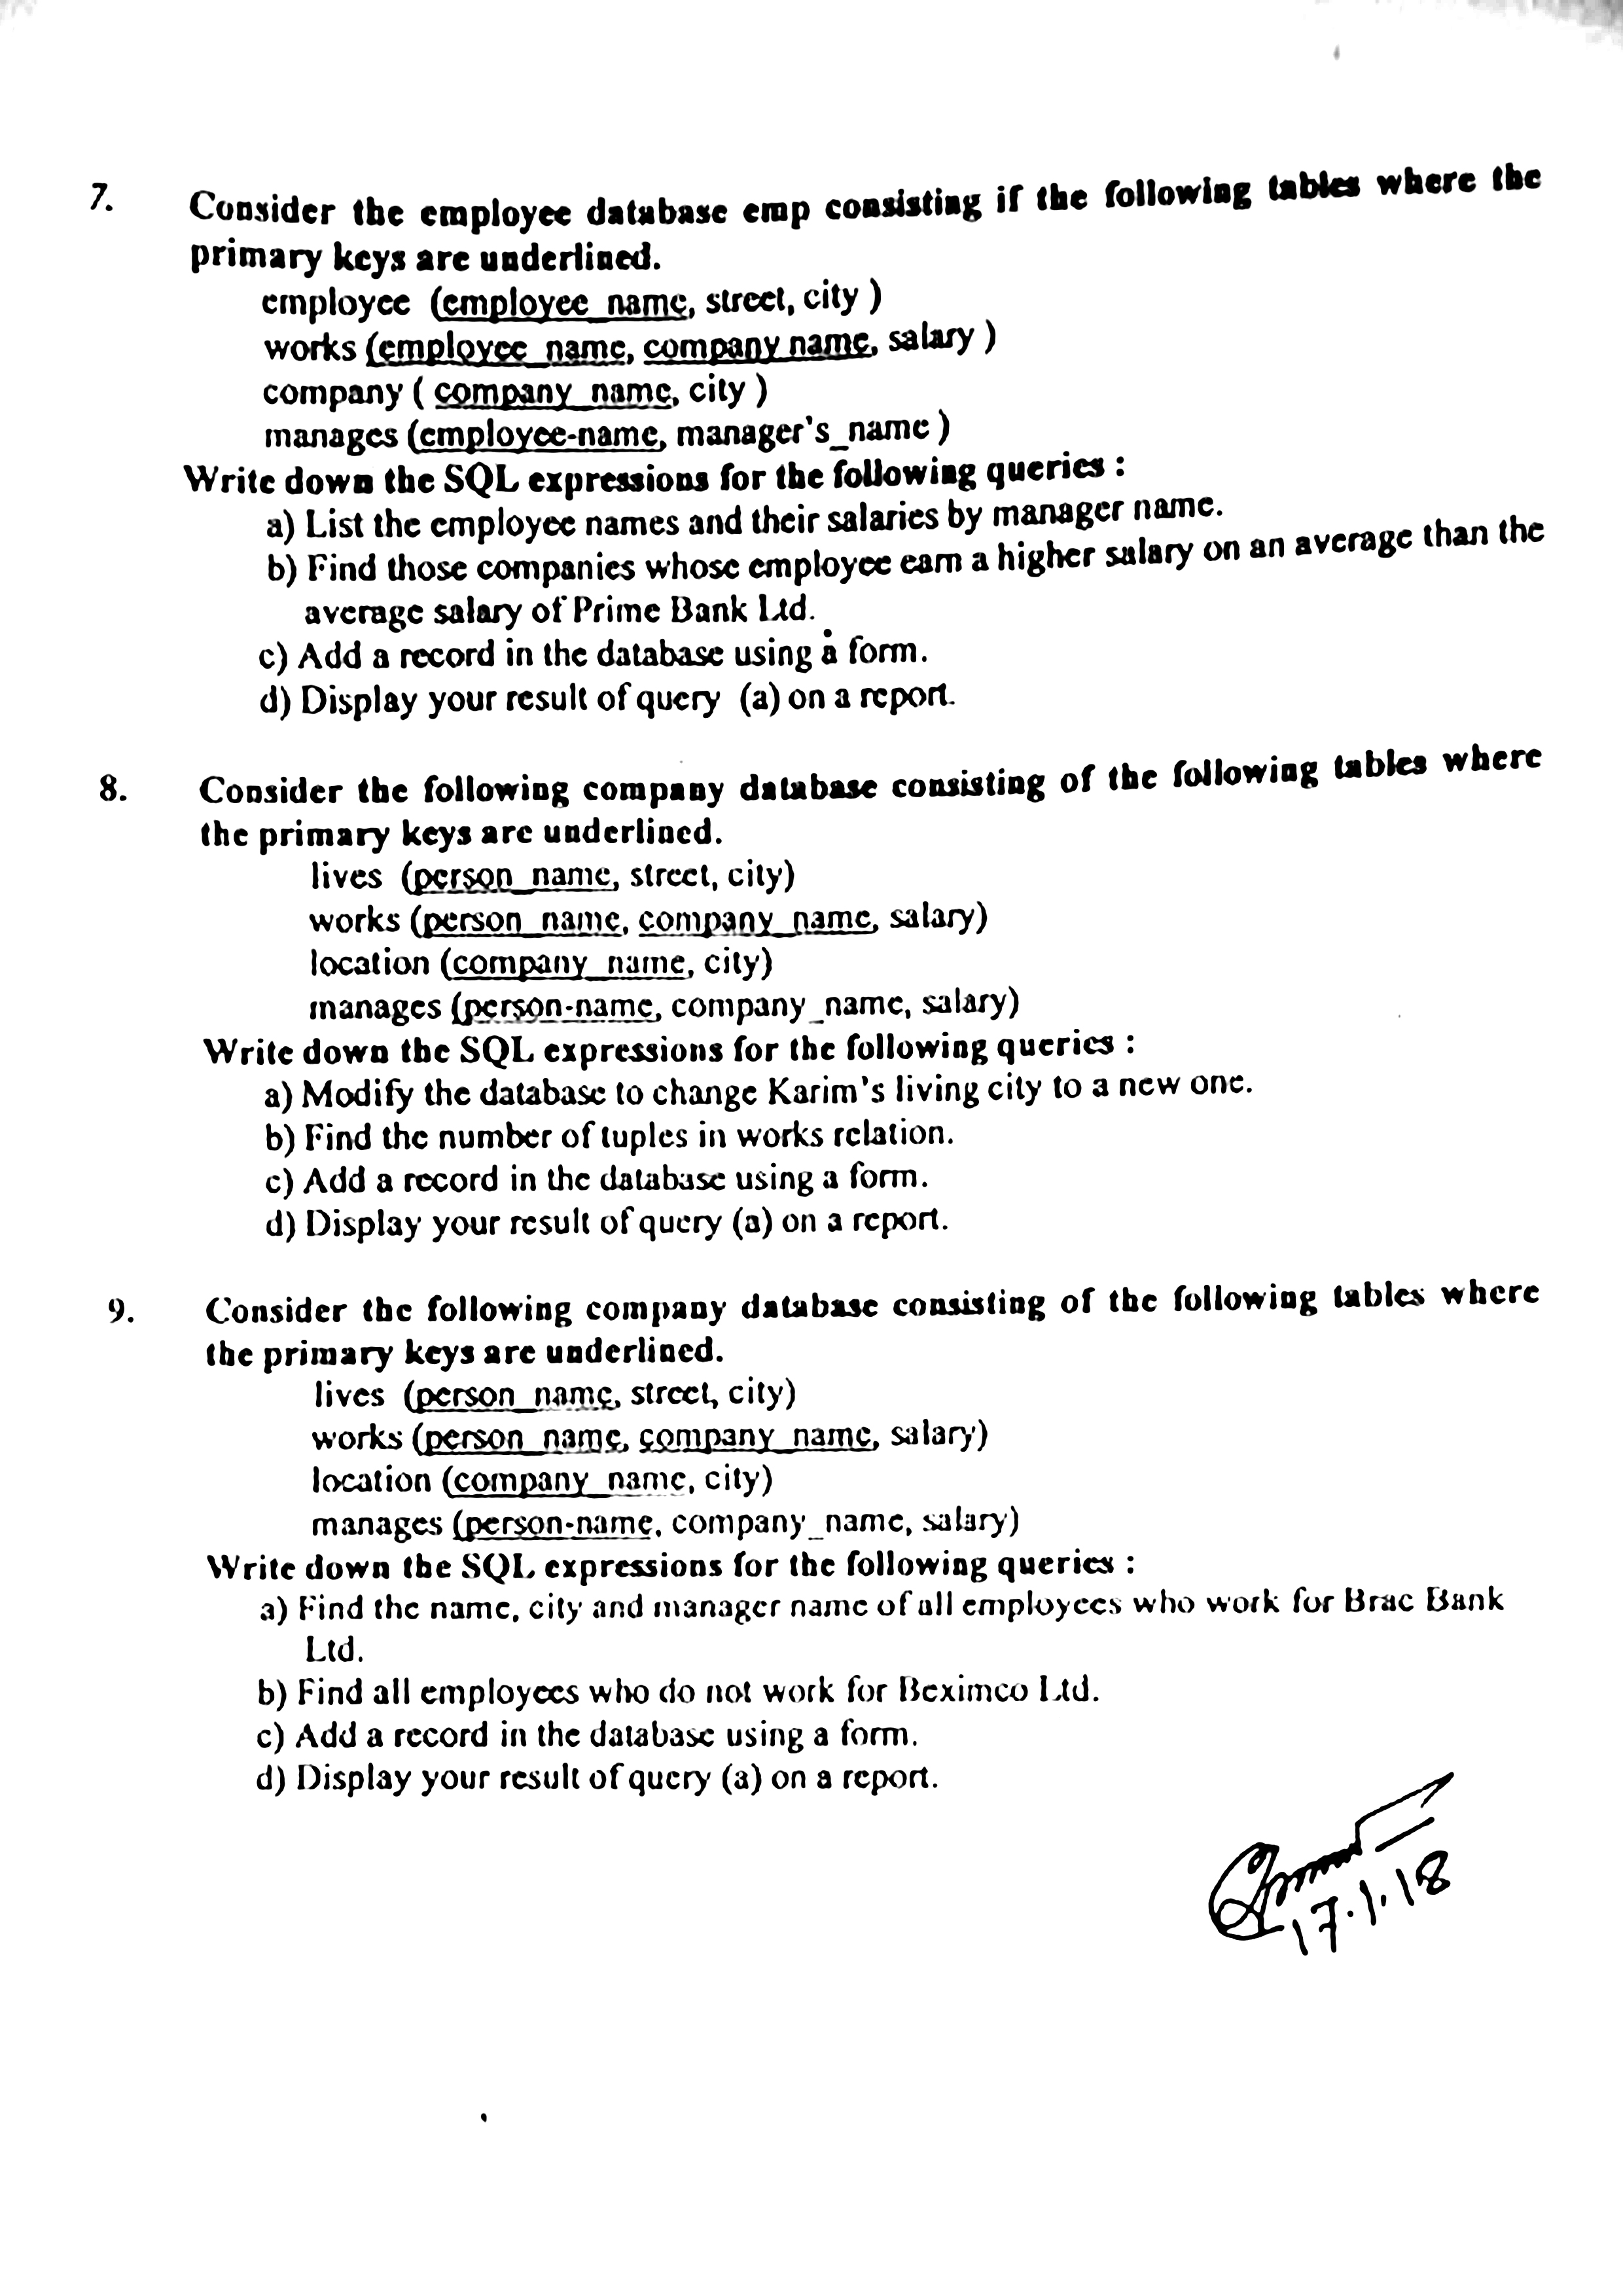 7. Consider the employee database emp consisting if the following tables where the
primary keys are underlined.
employee (employee_name, street, city )
works (employee_name, company name, salary )
company ( company_name, city )
manages (employee-name, manager's_name )
Write down the SQL expressions for the following queries :
a) List the employee names and their salaries by manager name.
b) Find those companies whose employee earn a higher salary on an average than the
average salary of Prime Bank Ltd.
c) Add a record in the database using a form.
d) Display your result of query (a) on a report.
8. Consider the following company database consisting of the following tables where
the primary keys are underlined.
lives (person_name, street, city)
works (person_name, company_name, salary)
location (company_name, city)
manages (person-name, company_name, salary)
Write down the SQL expressions for the following queries :
a) Modify the database to change Karim's living city to a new one.
b) Find the number of tuples in works relation.
c) Add a record in the database using a form.
d) Display your result of query (a) on a report.
9. Consider the following company database consisting of the following tables where
the primary keys are underlined.
lives (person_name, street, city)
works (person_name, company_name, salary)
location (company_name, city)
manages (person-name, company_name, salary)
Write down the SQL expressions for the following queries :
a) Find the name, city and manager name of all employees who work for Brac Bank
Ltd.
b) Find all employees who do not work for Beximco Ltd.
c) Add a record in the database using a form.
d) Display your result of query (a) on a report.
17.1.18